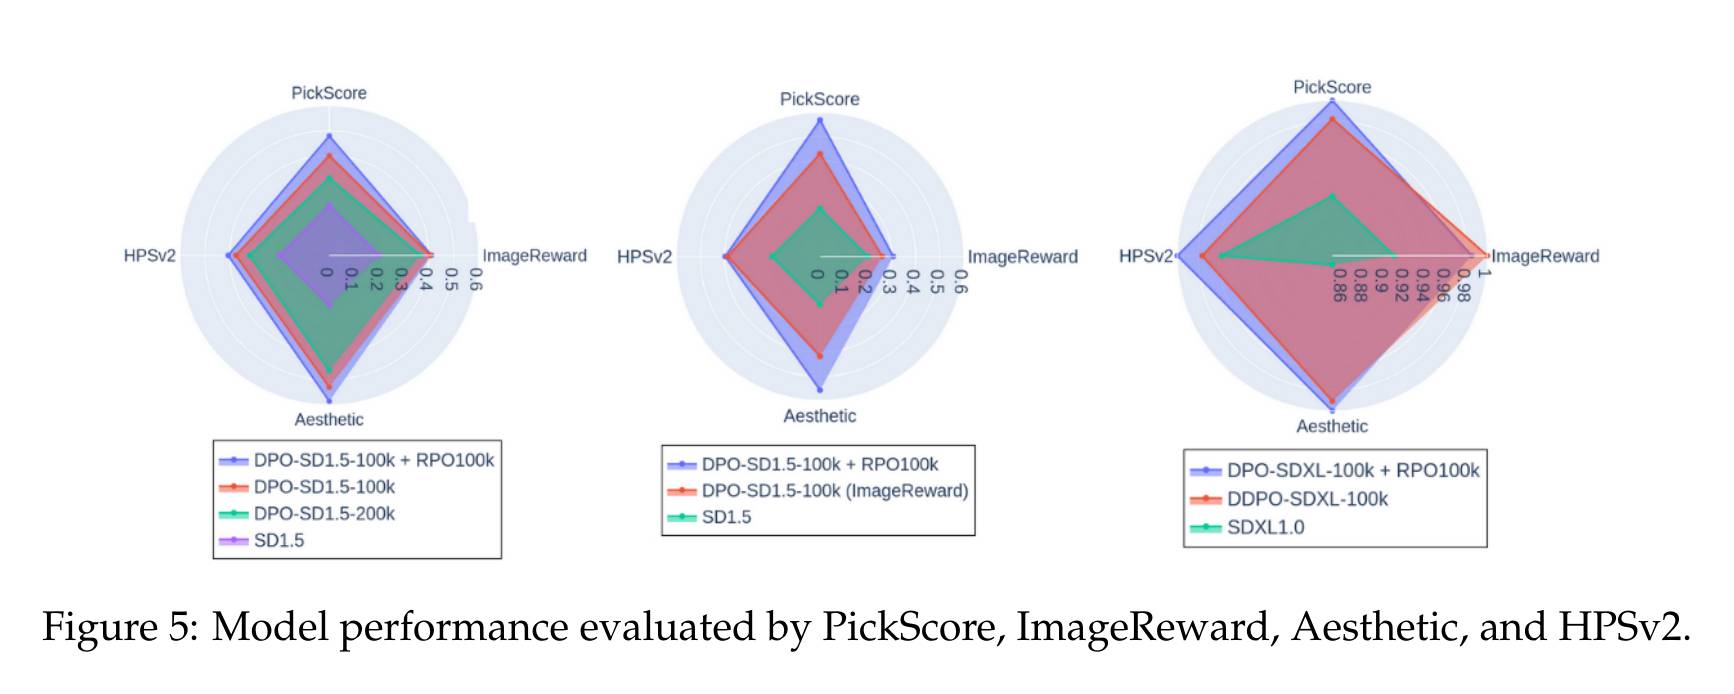 PickScore
HPSv2
ImageReward
0 0.1 0.2 0.3 0.4 0.5 0.6
Aesthetic
DPO-SD1.5-100k + RPO100k
DPO-SD1.5-100k
DPO-SD1.5-200k
SD1.5
PickScore
HPSv2
ImageReward
0 0.1 0.2 0.3 0.4 0.5 0.6
Aesthetic
DPO-SD1.5-100k + RPO100k
DPO-SD1.5-100k (ImageReward)
SD1.5
PickScore
HPSv2
ImageReward
0.86 0.88 0.9 0.92 0.94 0.96 0.98 1
Aesthetic
DPO-SDXL-100k + RPO100k
DDPO-SDXL-100k
SDXL1.0
Figure 5: Model performance evaluated by PickScore, ImageReward, Aesthetic, and HPSv2.